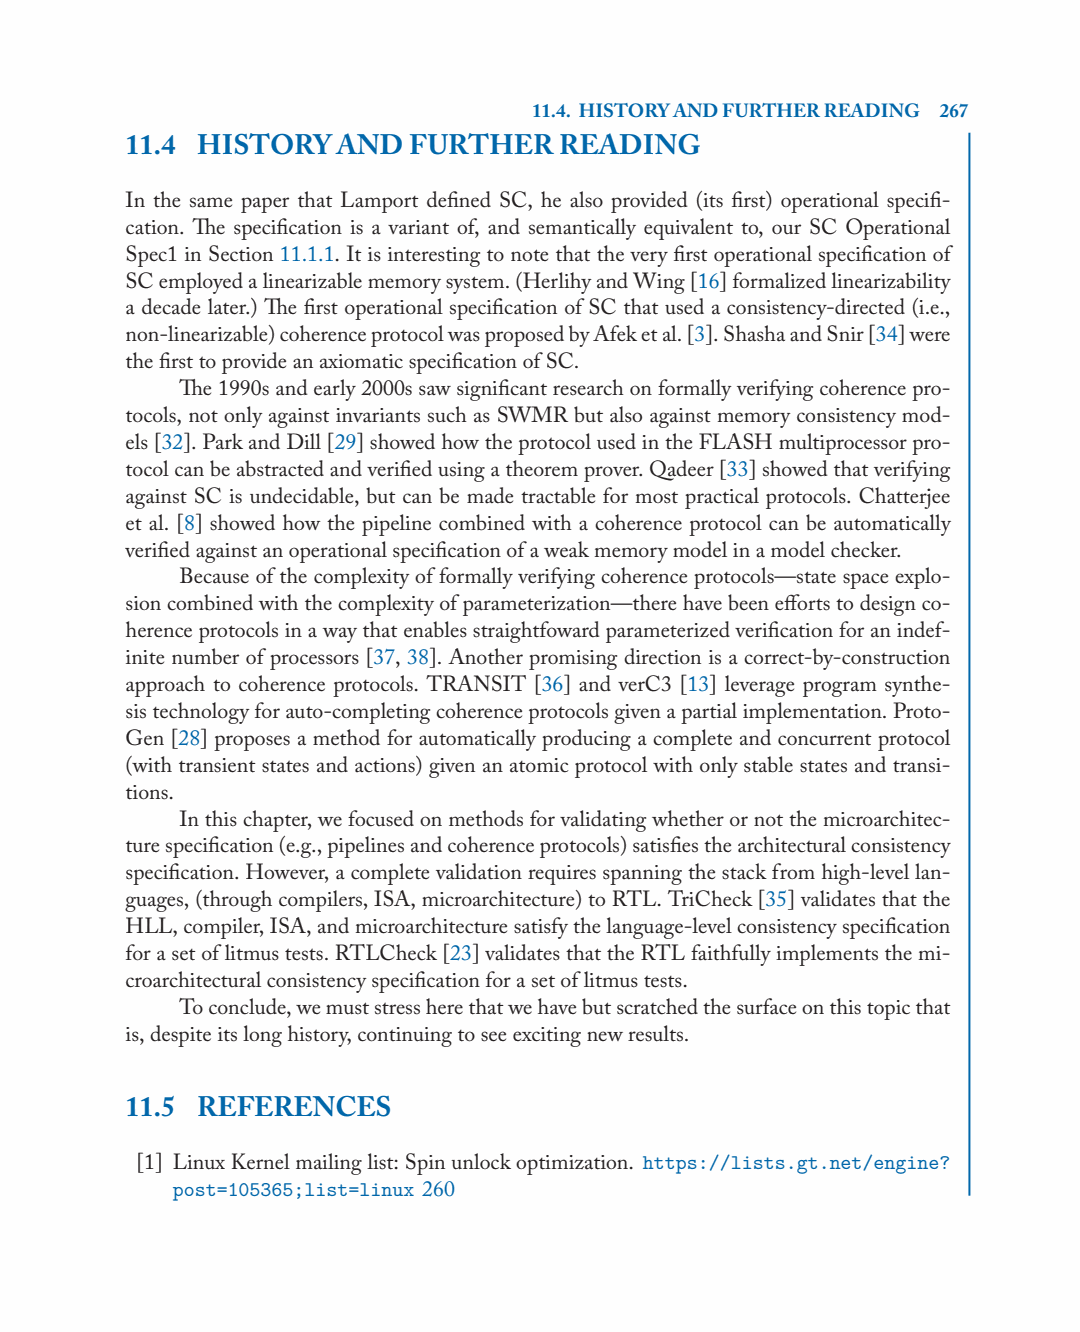 11.4. HISTORY AND FURTHER READING 267
11.4 HISTORY AND FURTHER READING
In the same paper that Lamport defined SC, he also provided (its first) operational specifi-
cation. The specification is a variant of, and semantically equivalent to, our SC Operational
Spec1 in Section 11.1.1. It is interesting to note that the very first operational specification of
SC employed a linearizable memory system. (Herlihy and Wing [16] formalized linearizability
a decade later.) The first operational specification of SC that used a consistency-directed (i.e.,
non-linearizable) coherence protocol was proposed by Afek et al. [3]. Shasha and Snir [34] were
the first to provide an axiomatic specification of SC.
The 1990s and early 2000s saw significant research on formally verifying coherence pro-
tocols, not only against invariants such as SWMR but also against memory consistency mod-
els [32]. Park and Dill [29] showed how the protocol used in the FLASH multiprocessor pro-
tocol can be abstracted and verified using a theorem prover. Qadeer [33] showed that verifying
against SC is undecidable, but can be made tractable for most practical protocols. Chatterjee
et al. [8] showed how the pipeline combined with a coherence protocol can be automatically
verified against an operational specification of a weak memory model in a model checker.
Because of the complexity of formally verifying coherence protocols—state space explo-
sion combined with the complexity of parameterization—there have been efforts to design co-
herence protocols in a way that enables straightfoward parameterized verification for an indef-
inite number of processors [37, 38]. Another promising direction is a correct-by-construction
approach to coherence protocols. TRANSIT [36] and verC3 [13] leverage program synthe-
sis technology for auto-completing coherence protocols given a partial implementation. Proto-
Gen [28] proposes a method for automatically producing a complete and concurrent protocol
(with transient states and actions) given an atomic protocol with only stable states and transi-
tions.
In this chapter, we focused on methods for validating whether or not the microarchitec-
ture specification (e.g., pipelines and coherence protocols) satisfies the architectural consistency
specification. However, a complete validation requires spanning the stack from high-level lan-
guages, (through compilers, ISA, microarchitecture) to RTL. TriCheck [35] validates that the
HLL, compiler, ISA, and microarchitecture satisfy the language-level consistency specification
for a set of litmus tests. RTLCheck [23] validates that the RTL faithfully implements the mi-
croarchitectural consistency specification for a set of litmus tests.
To conclude, we must stress here that we have but scratched the surface on this topic that
is, despite its long history, continuing to see exciting new results.
11.5 REFERENCES
[1] Linux Kernel mailing list: Spin unlock optimization. https://lists.gt.net/engine?
post=105365;list=linux 260